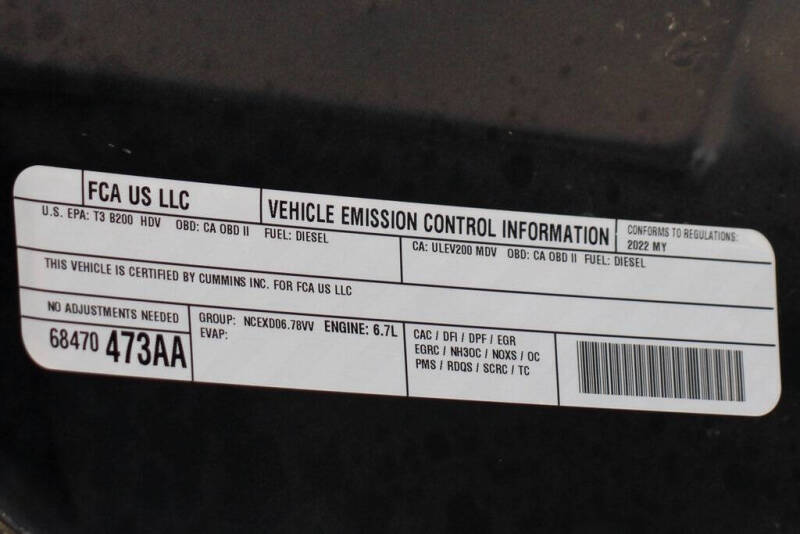 FCA US LLC
VEHICLE EMISSION CONTROL INFORMATION
CONFORMS TO REGULATIONS:
2022 MY
U.S. EPA: T3 B200 HDV OBD: CA OBD II FUEL: DIESEL
CA: ULEV200 MDV OBD: CA OBD II FUEL: DIESEL
THIS VEHICLE IS CERTIFIED BY CUMMINS INC. FOR FCA US LLC
NO ADJUSTMENTS NEEDED
68470 473AA
GROUP: NCEXD06.78VV ENGINE: 6.7L
EVAP:
CAC / DFI / DPF / EGR
EGRC / NH3OC / NOXS / OC
PMS / RDQS / SCRC / TC